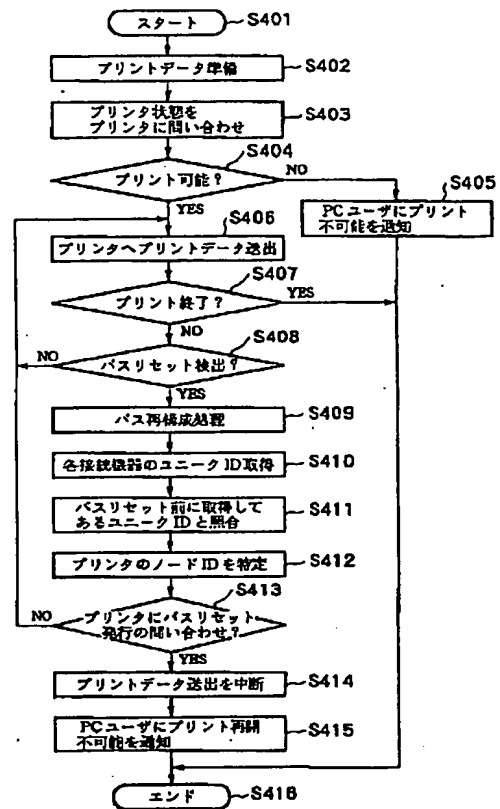 スタート
S401
プリントデータ準備
S402
プリンタ状態を
プリンタに問い合わせ
S403
S404
プリント可能?
NO
YES
S405
PCユーザにプリント
不可能を通知
S406
プリンタへプリントデータ送出
S407
プリント終了?
YES
NO
S408
バスリセット検出?
NO
YES
バス再構成処理
S409
各接続機器のユニークID取得
S410
バスリセット前に取得して
あるユニークIDと照合
S411
プリンタのノードIDを特定
S412
S413
プリンタにバスリセット
発行の問い合わせ?
NO
YES
プリントデータ送出を中断
S414
PCユーザにプリント再開
不可能を通知
S415
エンド
S416